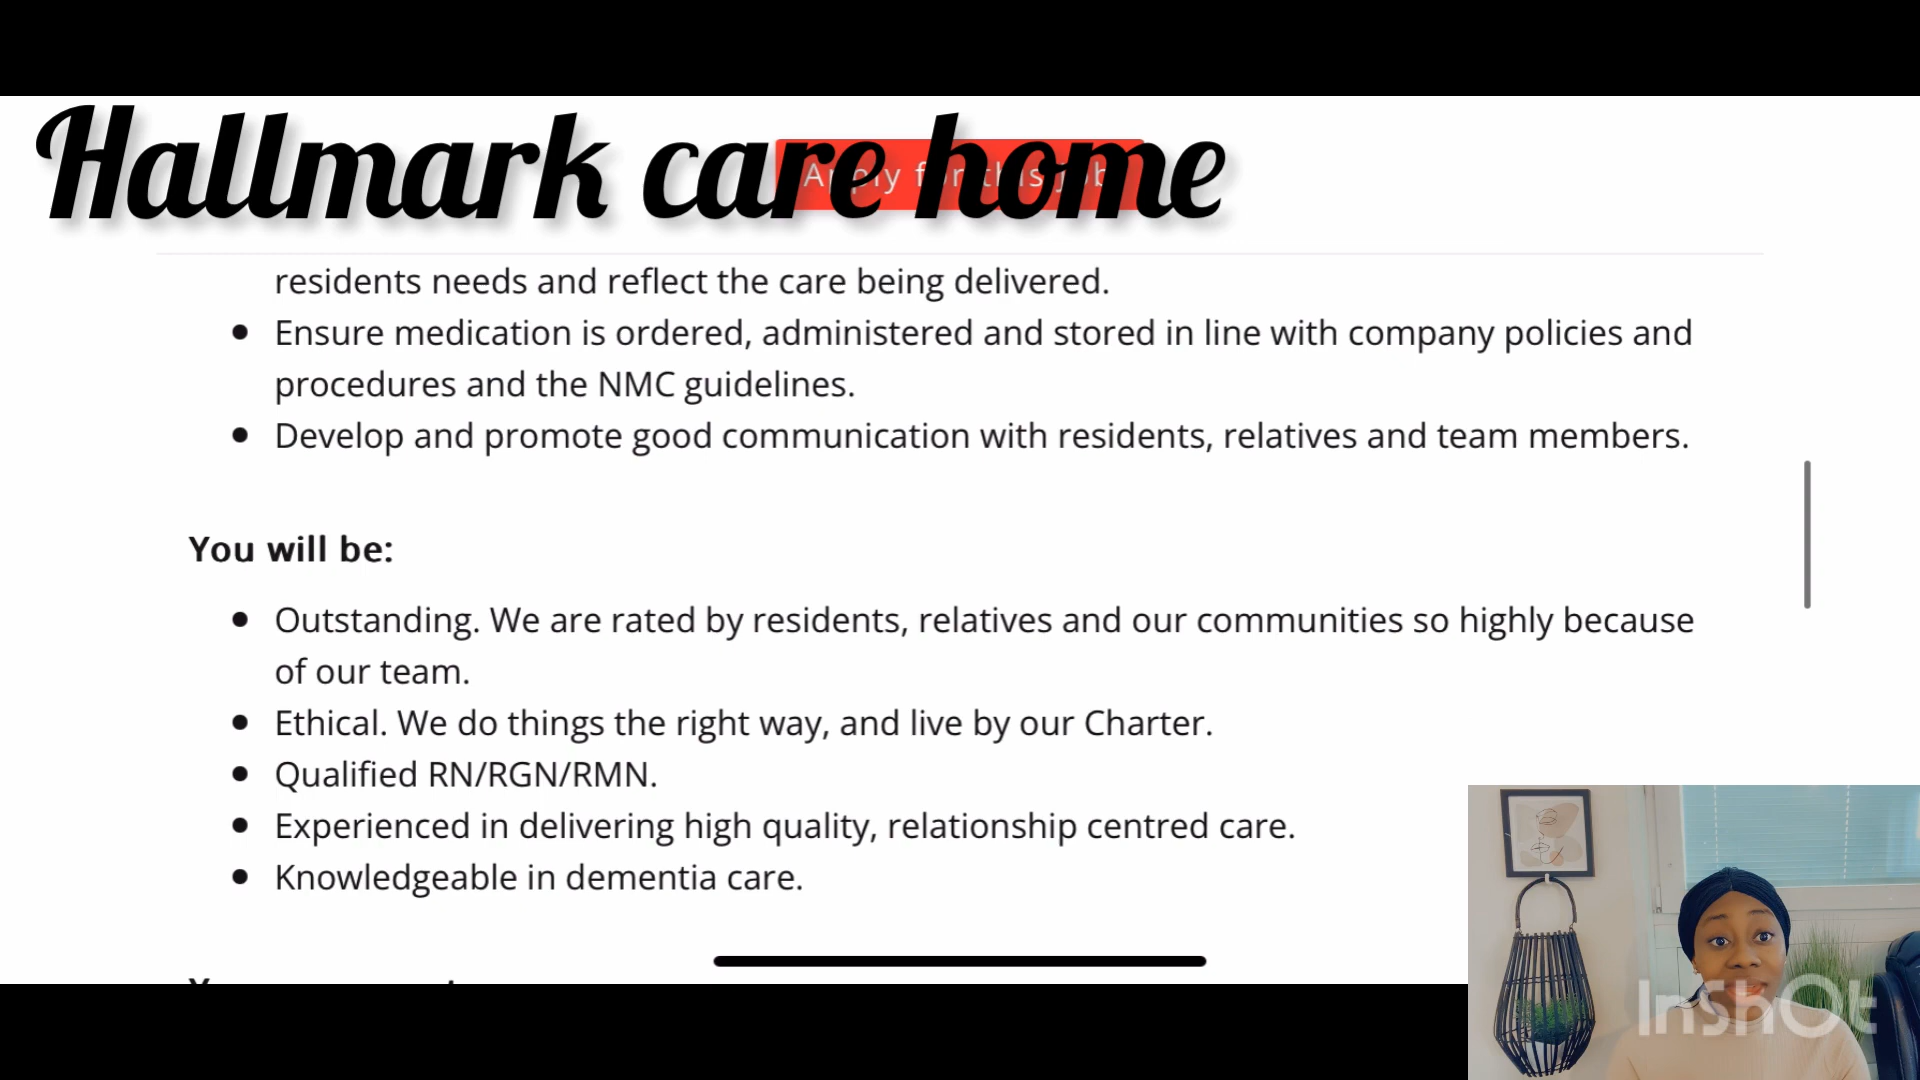 Hallmark care home
Apply for this job
residents needs and reflect the care being delivered.
Ensure medication is ordered, administered and stored in line with company policies and
procedures and the NMC guidelines.
Develop and promote good communication with residents, relatives and team members.
You will be:
Outstanding. We are rated by residents, relatives and our communities so highly because
of our team.
Ethical. We do things the right way, and live by our Charter.
Qualified RN/RGN/RMN.
Experienced in delivering high quality, relationship centred care.
Knowledgeable in dementia care.
InShOt